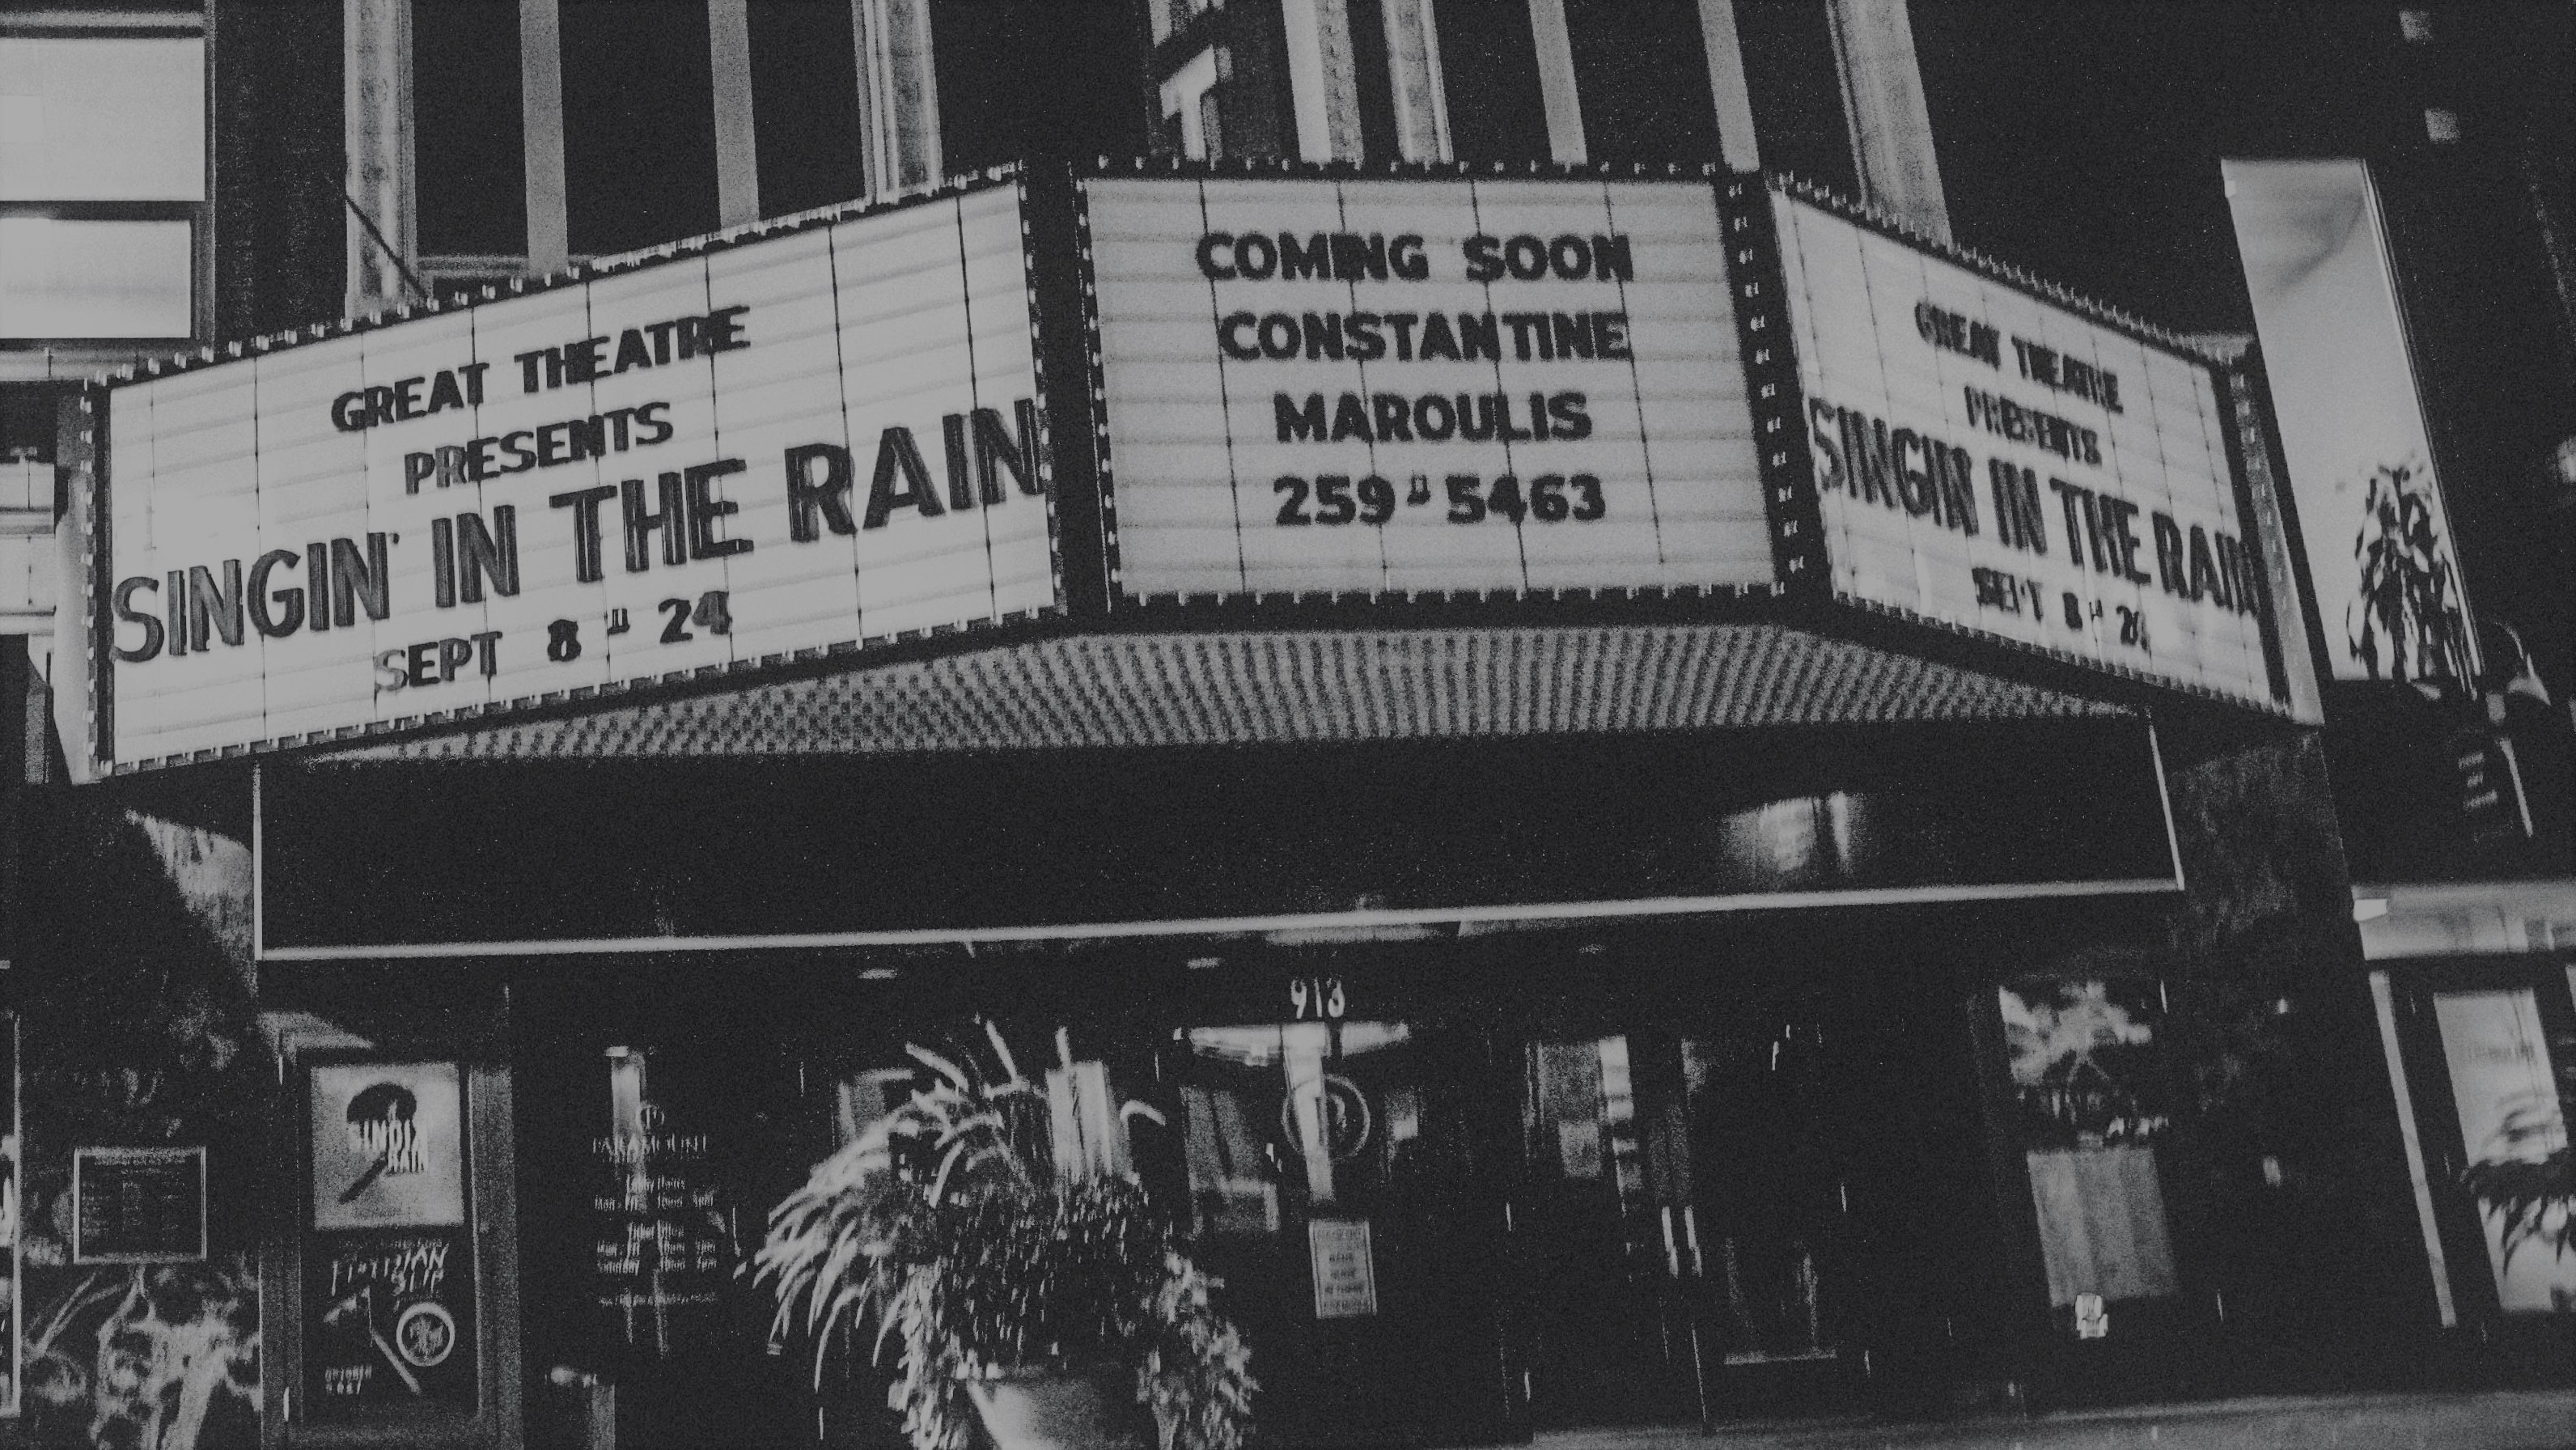 T
GREAT THEATRE
PRESENTS
SINGIN' IN THE RAIN
SEPT 8 - 24
COMING SOON
CONSTANTINE
MAROULIS
259-5463
GREAT THEATRE
PRESENTS
SINGIN IN THE RAIN
SEPT 8 - 24
913
PARAMOUNT
RAIN